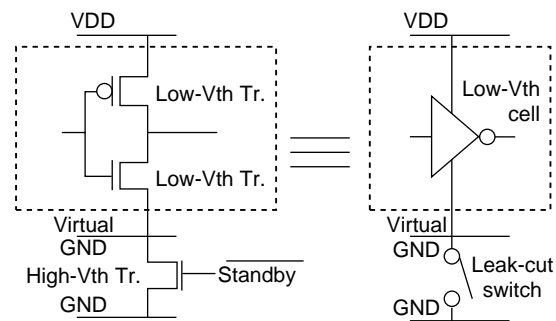 VDD
Low-Vth Tr.
Low-Vth Tr.
Virtual
GND
High-Vth Tr.
Standby
GND
VDD
Low-Vth
cell
Virtual
GND
Leak-cut
switch
GND